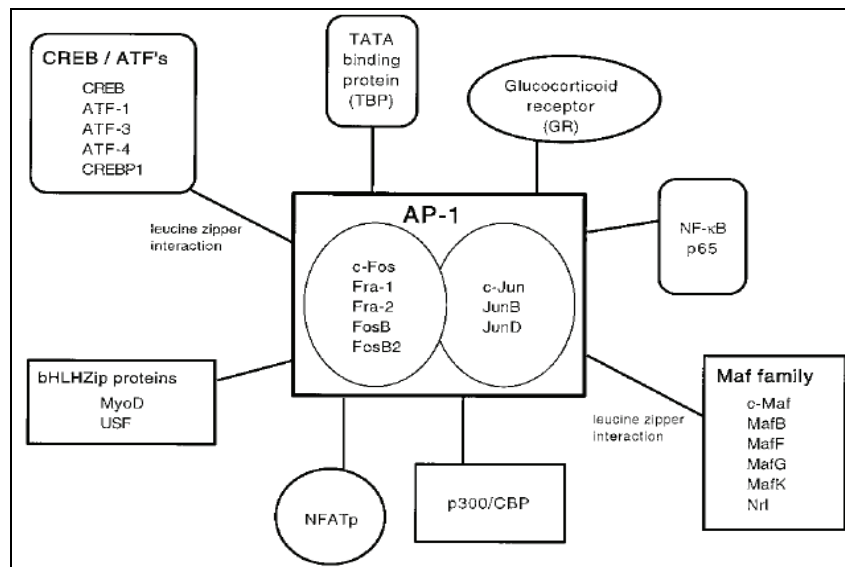 CREB / ATF's
CREB
ATF-1
ATF-3
ATF-4
CREBP1
TATA
binding
protein
(TBP)
Glucocorticoid
receptor
(GR)
leucine zipper
interaction
AP-1
c-Fos
Fra-1
Fra-2
FosB
FosB2
c-Jun
JunB
JunD
NF-κB
p65
bHLHZip proteins
MyoD
USF
NFATp
p300/CBP
leucine zipper
interaction
Maf family
c-Maf
MafB
MafF
MafG
MafK
Nrl